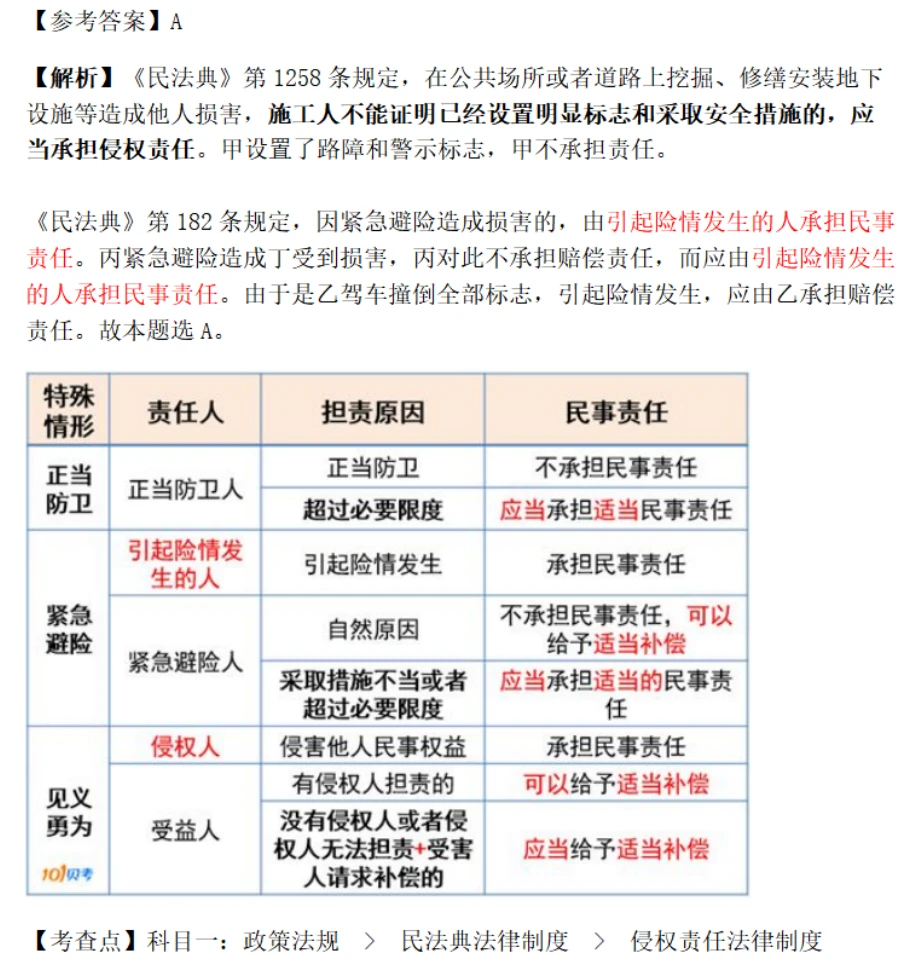 【参考答案】A
【解析】《民法典》第 1258 条规定，在公共场所或者道路上挖掘、修缮安装地下
设施等造成他人损害，施工人不能证明已经设置明显标志和采取安全措施的，应
当承担侵权责任。甲设置了路障和警示标志，甲不承担责任。
《民法典》第 182 条规定，因紧急避险造成损害的，由引起险情发生的人承担民事
责任。丙紧急避险造成丁受到损害，丙对此不承担赔偿责任，而应由引起险情发生
的人承担民事责任。由于是乙驾车撞倒全部标志，引起险情发生，应由乙承担赔偿
责任。故本题选 A。
特殊
情形
责任人
担责原因
民事责任
正当
防卫
正当防卫人
正当防卫
不承担民事责任
超过必要限度
应当承担适当民事责任
紧急
避险
引起险情发
生的人
引起险情发生
承担民事责任
紧急避险人
自然原因
不承担民事责任，可以
给予适当补偿
采取措施不当或者
超过必要限度
应当承担适当的民事责
任
见义
勇为
侵权人
侵害他人民事权益
承担民事责任
受益人
有侵权人担责的
可以给予适当补偿
没有侵权人或者侵
权人无法担责+受害
人请求补偿的
应当给予适当补偿
101贝考
【考查点】科目一：政策法规 > 民法典法律制度 > 侵权责任法律制度